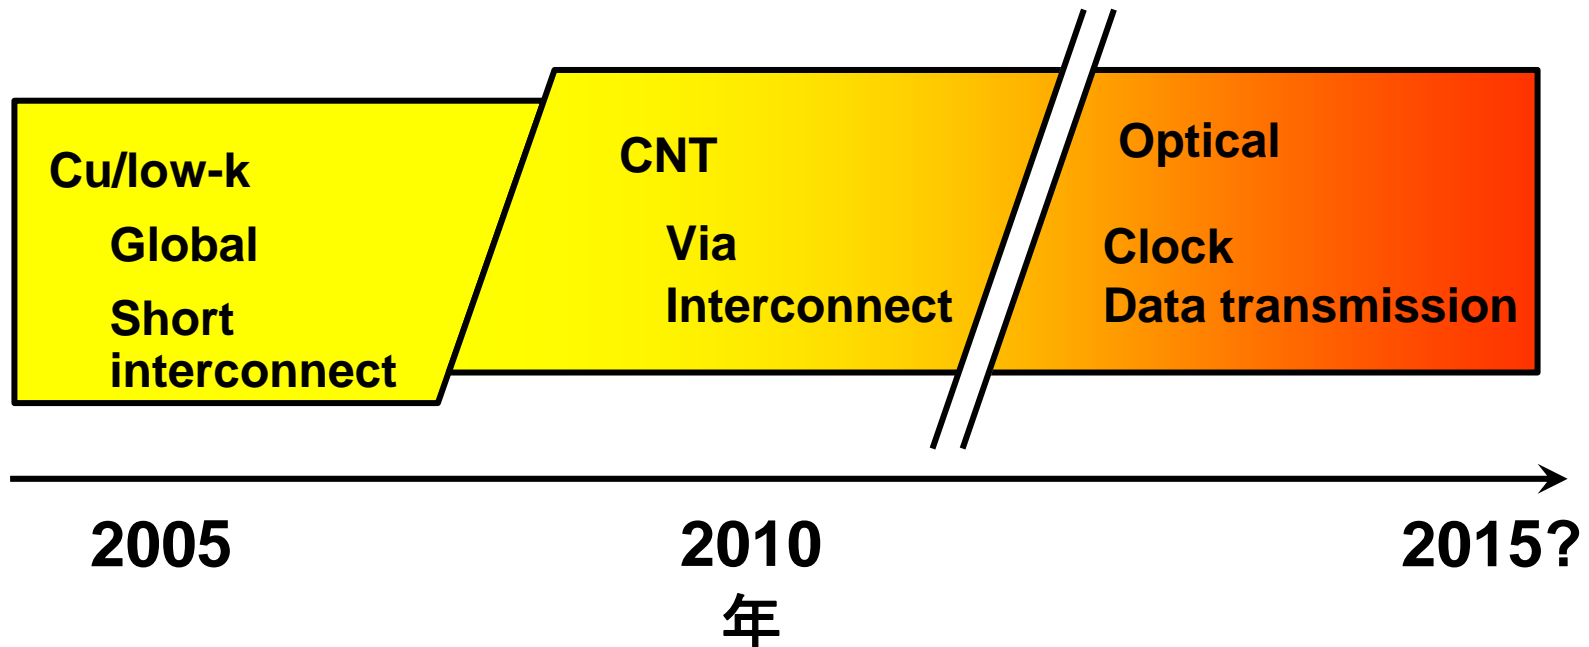 Cu/low-k
Global
Short
interconnect
CNT
Via
Interconnect
Optical
Clock
Data transmission
2005
2010
2015?
年